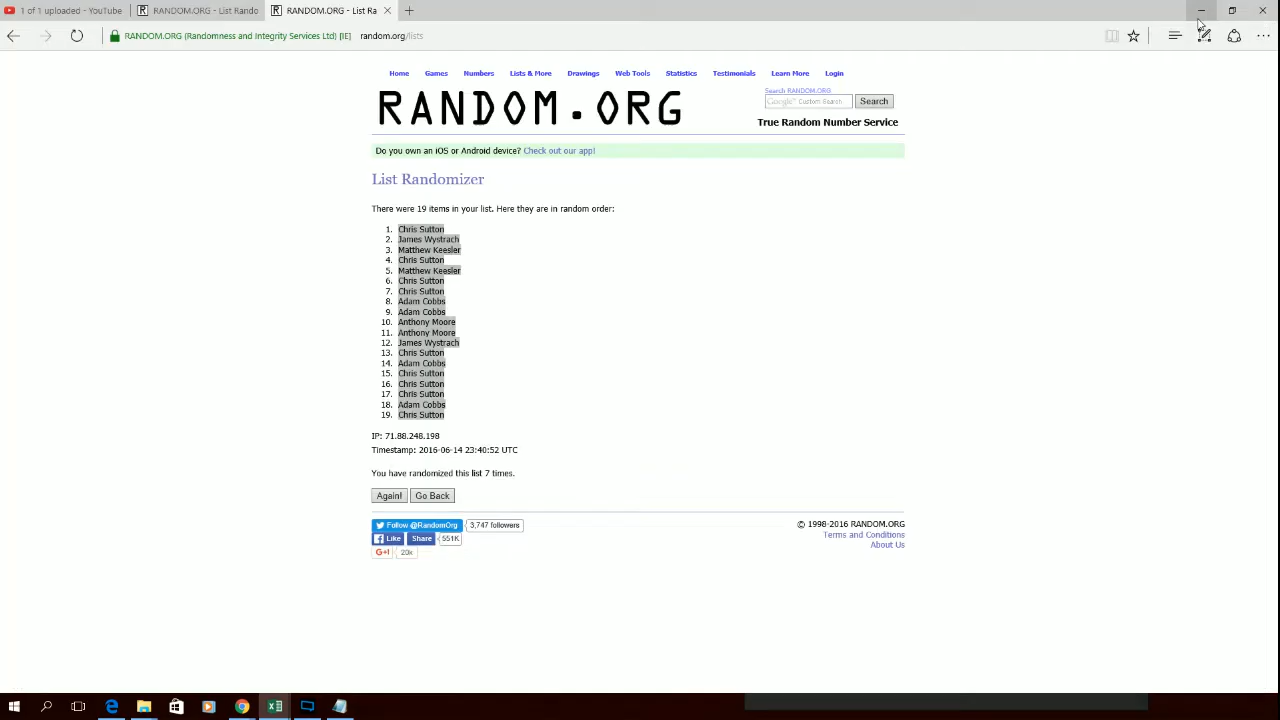 1 of 1 uploaded - YouTube
RANDOM.ORG - List Rando
RANDOM.ORG - List Ra
RANDOM.ORG (Randomness and Integrity Services Ltd) [IE] random.org/lists
Home Games Numbers Lists & More Drawings Web Tools Statistics Testimonials Learn More Login
RANDOM.ORG
Search RANDOM.ORG
Google™ Custom Search Search
True Random Number Service
Do you own an iOS or Android device? Check out our app!
List Randomizer
There were 19 items in your list. Here they are in random order:
1. Chris Sutton
2. James Wystrach
3. Matthew Keesler
4. Chris Sutton
5. Matthew Keesler
6. Chris Sutton
7. Chris Sutton
8. Adam Cobbs
9. Adam Cobbs
10. Anthony Moore
11. Anthony Moore
12. James Wystrach
13. Chris Sutton
14. Adam Cobbs
15. Chris Sutton
16. Chris Sutton
17. Chris Sutton
18. Adam Cobbs
19. Chris Sutton
IP: 71.88.248.198
Timestamp: 2016-06-14 23:40:52 UTC
You have randomized this list 7 times.
Again! Go Back
Follow @RandomOrg 3,747 followers
Like Share 551K
G+1 20k
© 1998-2016 RANDOM.ORG
Terms and Conditions
About Us